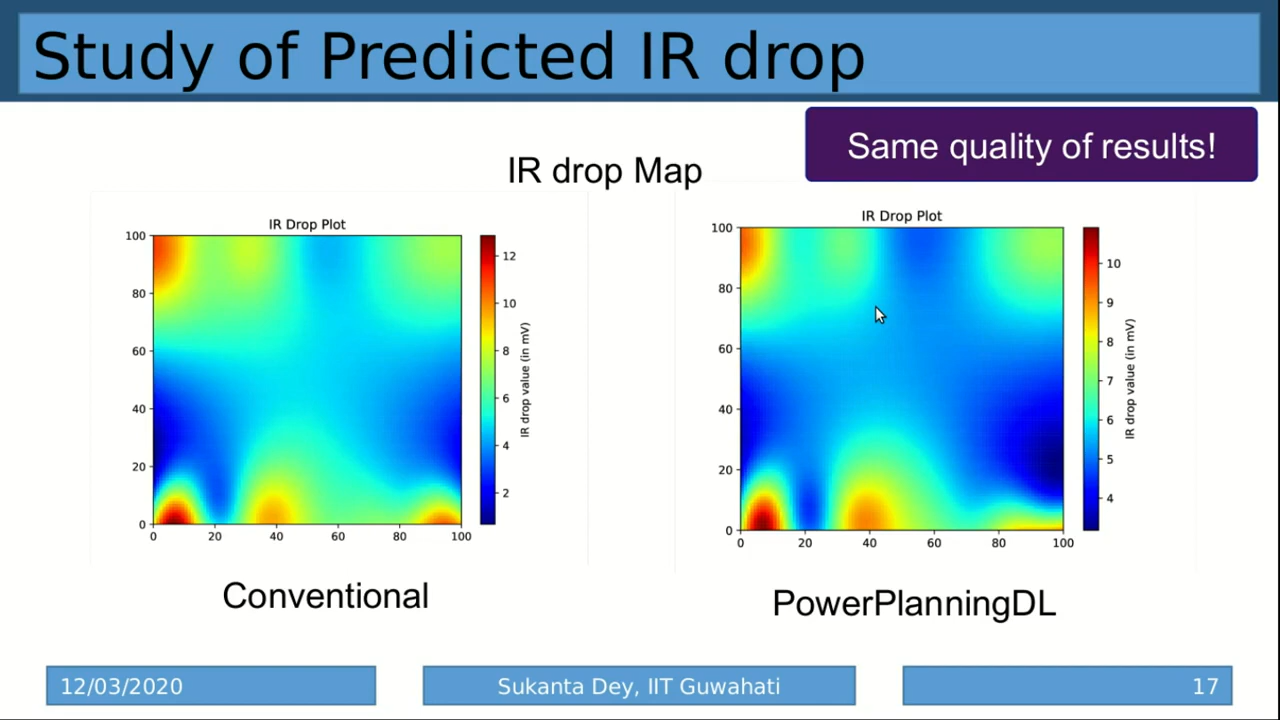 Study of Predicted IR drop
Same quality of results!
IR drop Map
IR Drop Plot
100
80
60
40
20
0
0 20 40 60 80 100
12
10
8
6
4
2
IR drop value (in mV)
Conventional
IR Drop Plot
100
80
60
40
20
0
0 20 40 60 80 100
10
9
8
7
6
5
4
IR drop value (in mV)
PowerPlanningDL
12/03/2020
Sukanta Dey, IIT Guwahati
17